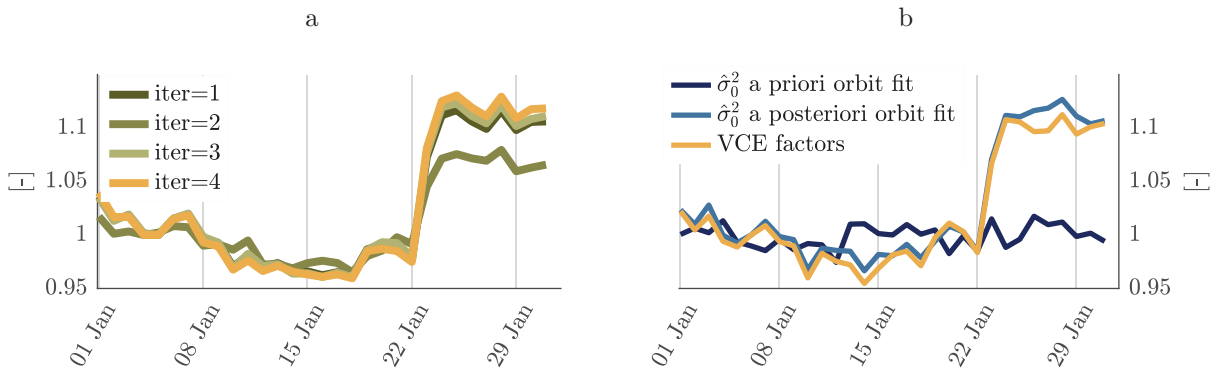 a
iter=1
iter=2
iter=3
iter=4
1.1
1.05
1
0.95
[-]
01 Jan
08 Jan
15 Jan
22 Jan
29 Jan
b
σ̂₀² a priori orbit fit
σ̂₀² a posteriori orbit fit
VCE factors
1.1
1.05
1
0.95
[-]
01 Jan
08 Jan
15 Jan
22 Jan
29 Jan